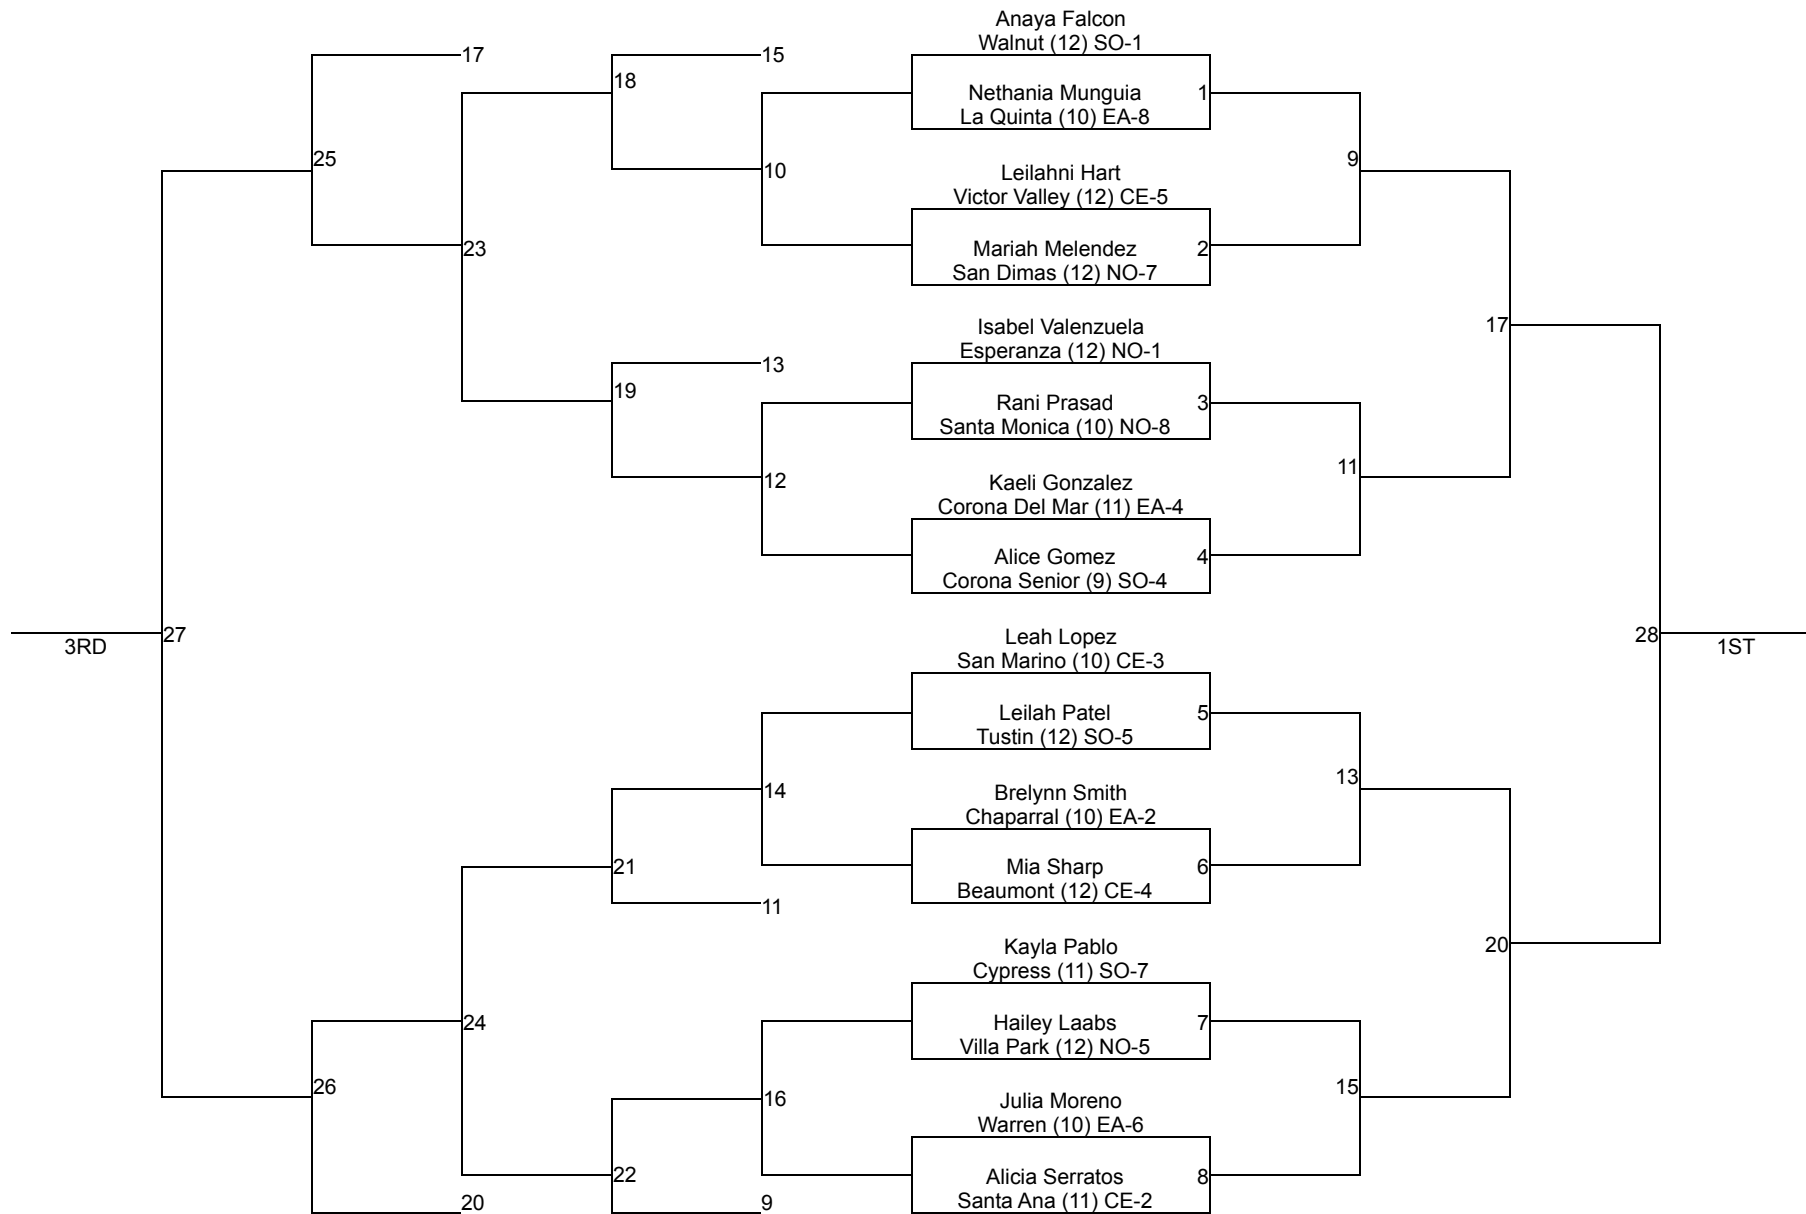 Anaya Falcon
Walnut (12) SO-1
17
15
18
Nethania Munguia
1
La Quinta (10) EA-8
25
9
10
Leilahni Hart
Victor Valley (12) CE-5
23
Mariah Melendez
2
San Dimas (12) NO-7
Isabel Valenzuela
17
Esperanza (12) NO-1
13
19
Rani Prasad
3
Santa Monica (10) NO-8
11
12
Kaeli Gonzalez
Corona Del Mar (11) EA-4
Alice Gomez
4
Corona Senior (9) SO-4
27
Leah Lopez
28
3RD
1ST
San Marino (10) CE-3
Leilah Patel
5
Tustin (12) SO-5
13
14
Brelynn Smith
Chaparral (10) EA-2
21
Mia Sharp
6
Beaumont (12) CE-4
11
Kayla Pablo
20
Cypress (11) SO-7
24
Hailey Laabs
7
Villa Park (12) NO-5
26
15
16
Julia Moreno
Warren (10) EA-6
22
Alicia Serratos
8
Santa Ana (11) CE-2
20
9